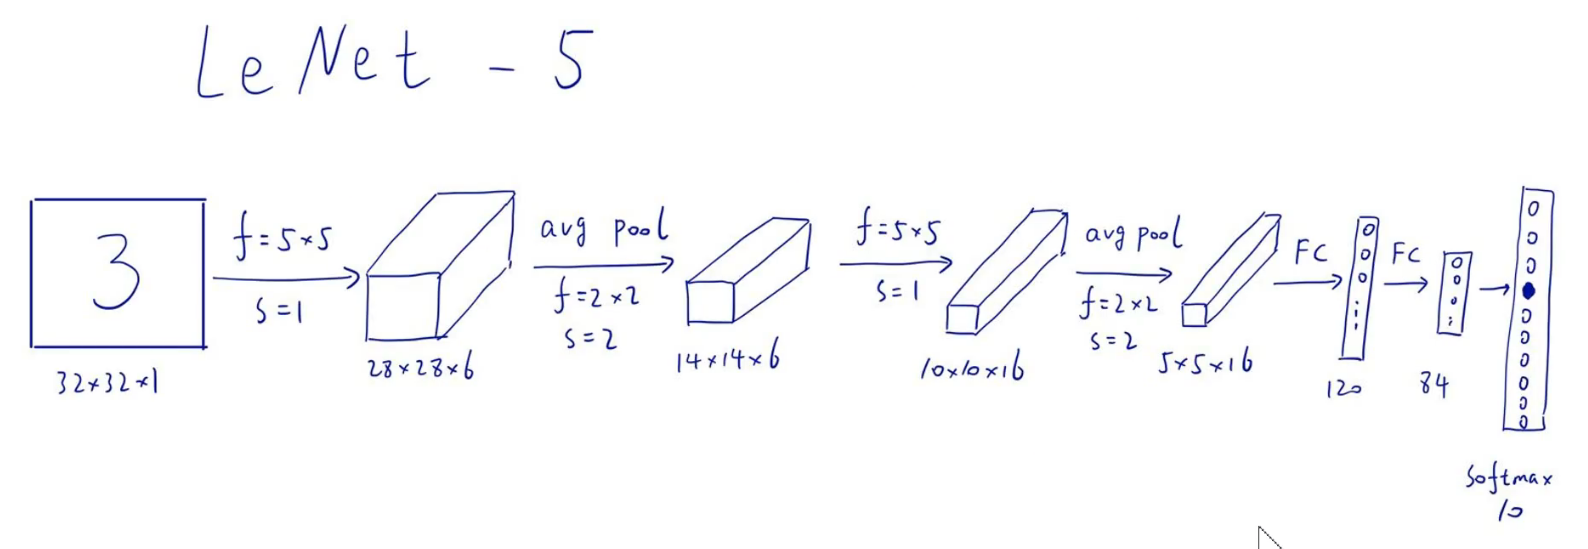 LeNet - 5
3
32×32×1
f=5×5
s=1
28×28×6
avg pool
f=2×2
s=2
14×14×6
f=5×5
s=1
10×10×16
avg pool
f=2×2
s=2
5×5×16
FC
120
FC
84
Softmax
10